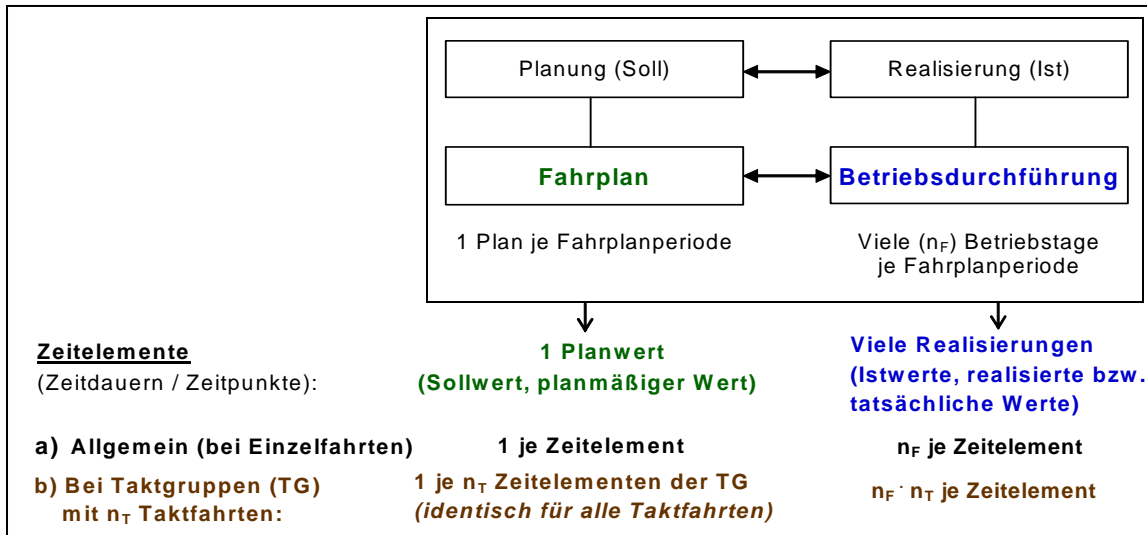 Planung (Soll)
Realisierung (Ist)
Fahrplan
Betriebsdurchführung
1 Plan je Fahrplanperiode
Viele (nF) Betriebstage
je Fahrplanperiode
Zeitelemente
(Zeitdauern / Zeitpunkte):
1 Planwert
(Sollwert, planmäßiger Wert)
Viele Realisierungen
(Istwerte, realisierte bzw.
tatsächliche Werte)
a) Allgemein (bei Einzelfahrten)
1 je Zeitelement
nF je Zeitelement
b) Bei Taktgruppen (TG)
mit nT Taktfahrten:
1 je nT Zeitelementen der TG
(identisch für alle Taktfahrten)
nF · nT je Zeitelement